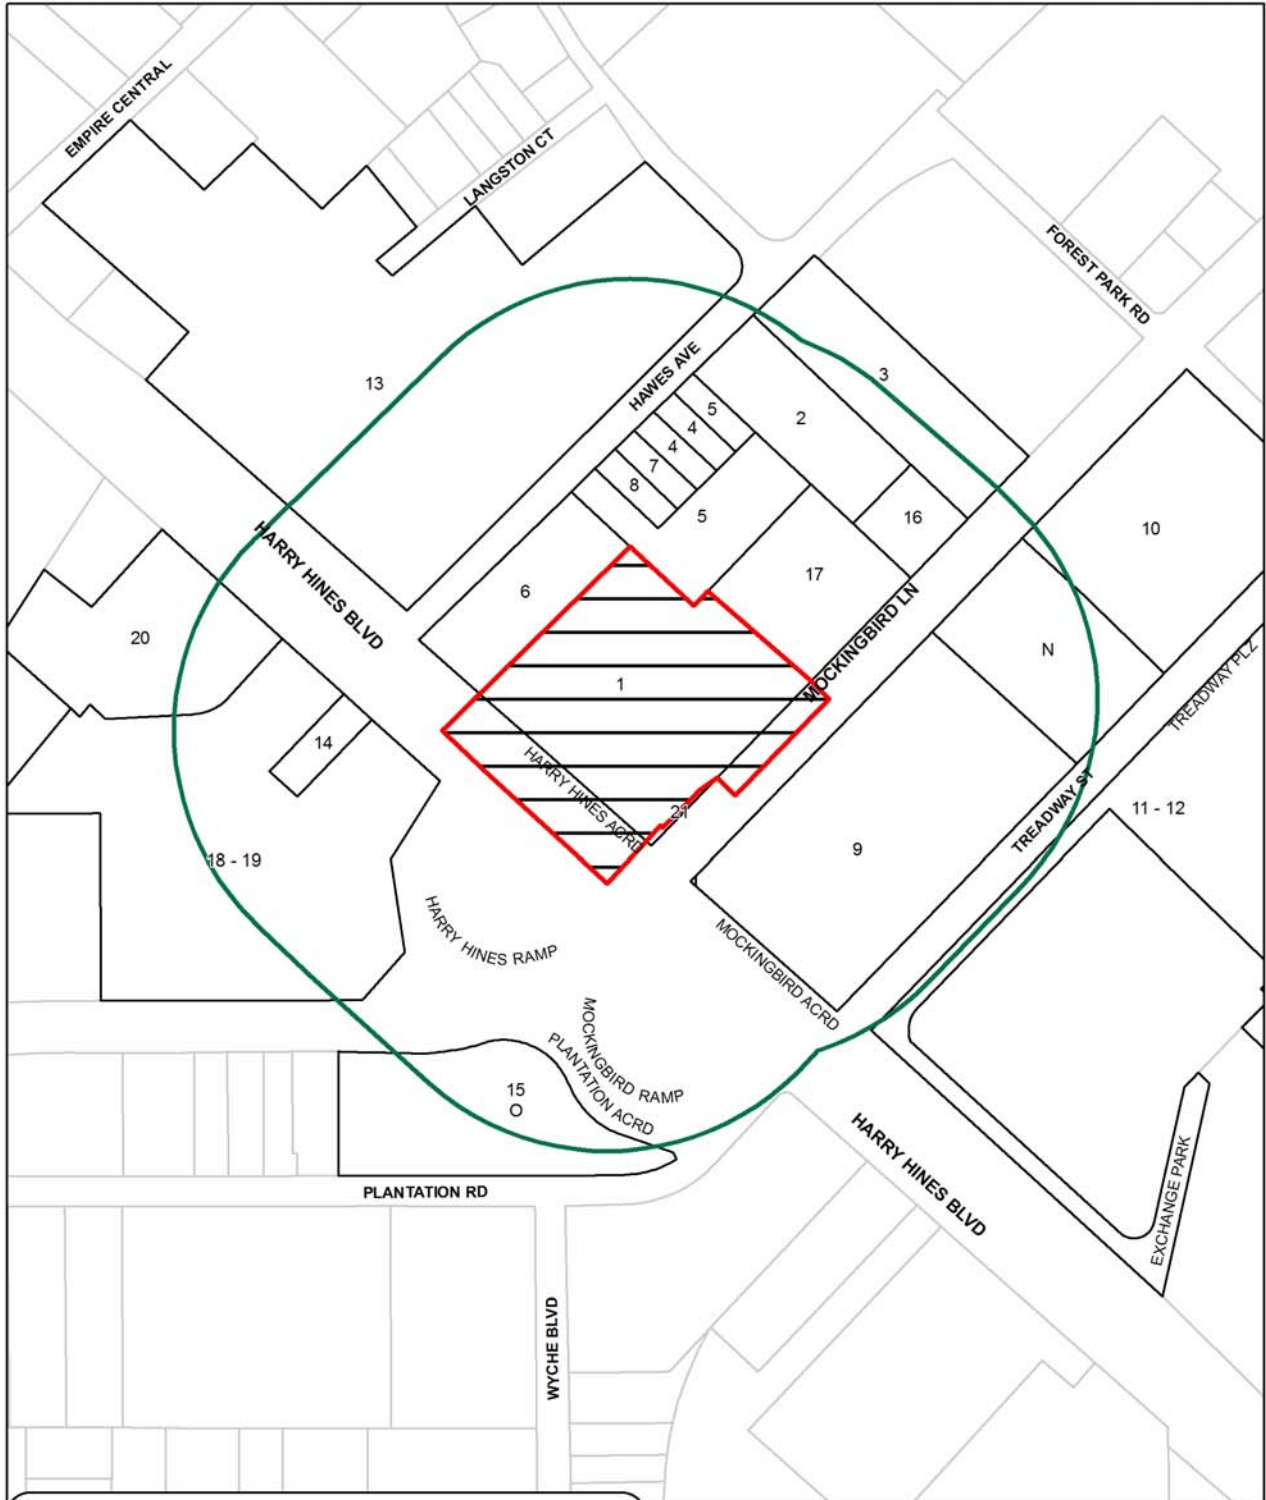 EMPIRE CENTRAL
LANGSTON CT
FOREST PARK RD
HAWES AVE
13
3
5
2
4
4
7
8
5
16
10
HARRY HINES BLVD
6
17
MOCKINGBIRD LN
20
N
TREADWAY PLZ
1
14
HARRY HINES ACRD
21
TREADWAY ST
11 - 12
18 - 19
9
HARRY HINES RAMP
MOCKINGBIRD ACRD
MOCKINGBIRD RAMP
PLANTATION ACRD
15
O
HARRY HINES BLVD
EXCHANGE PARK
PLANTATION RD
WYCHE BLVD